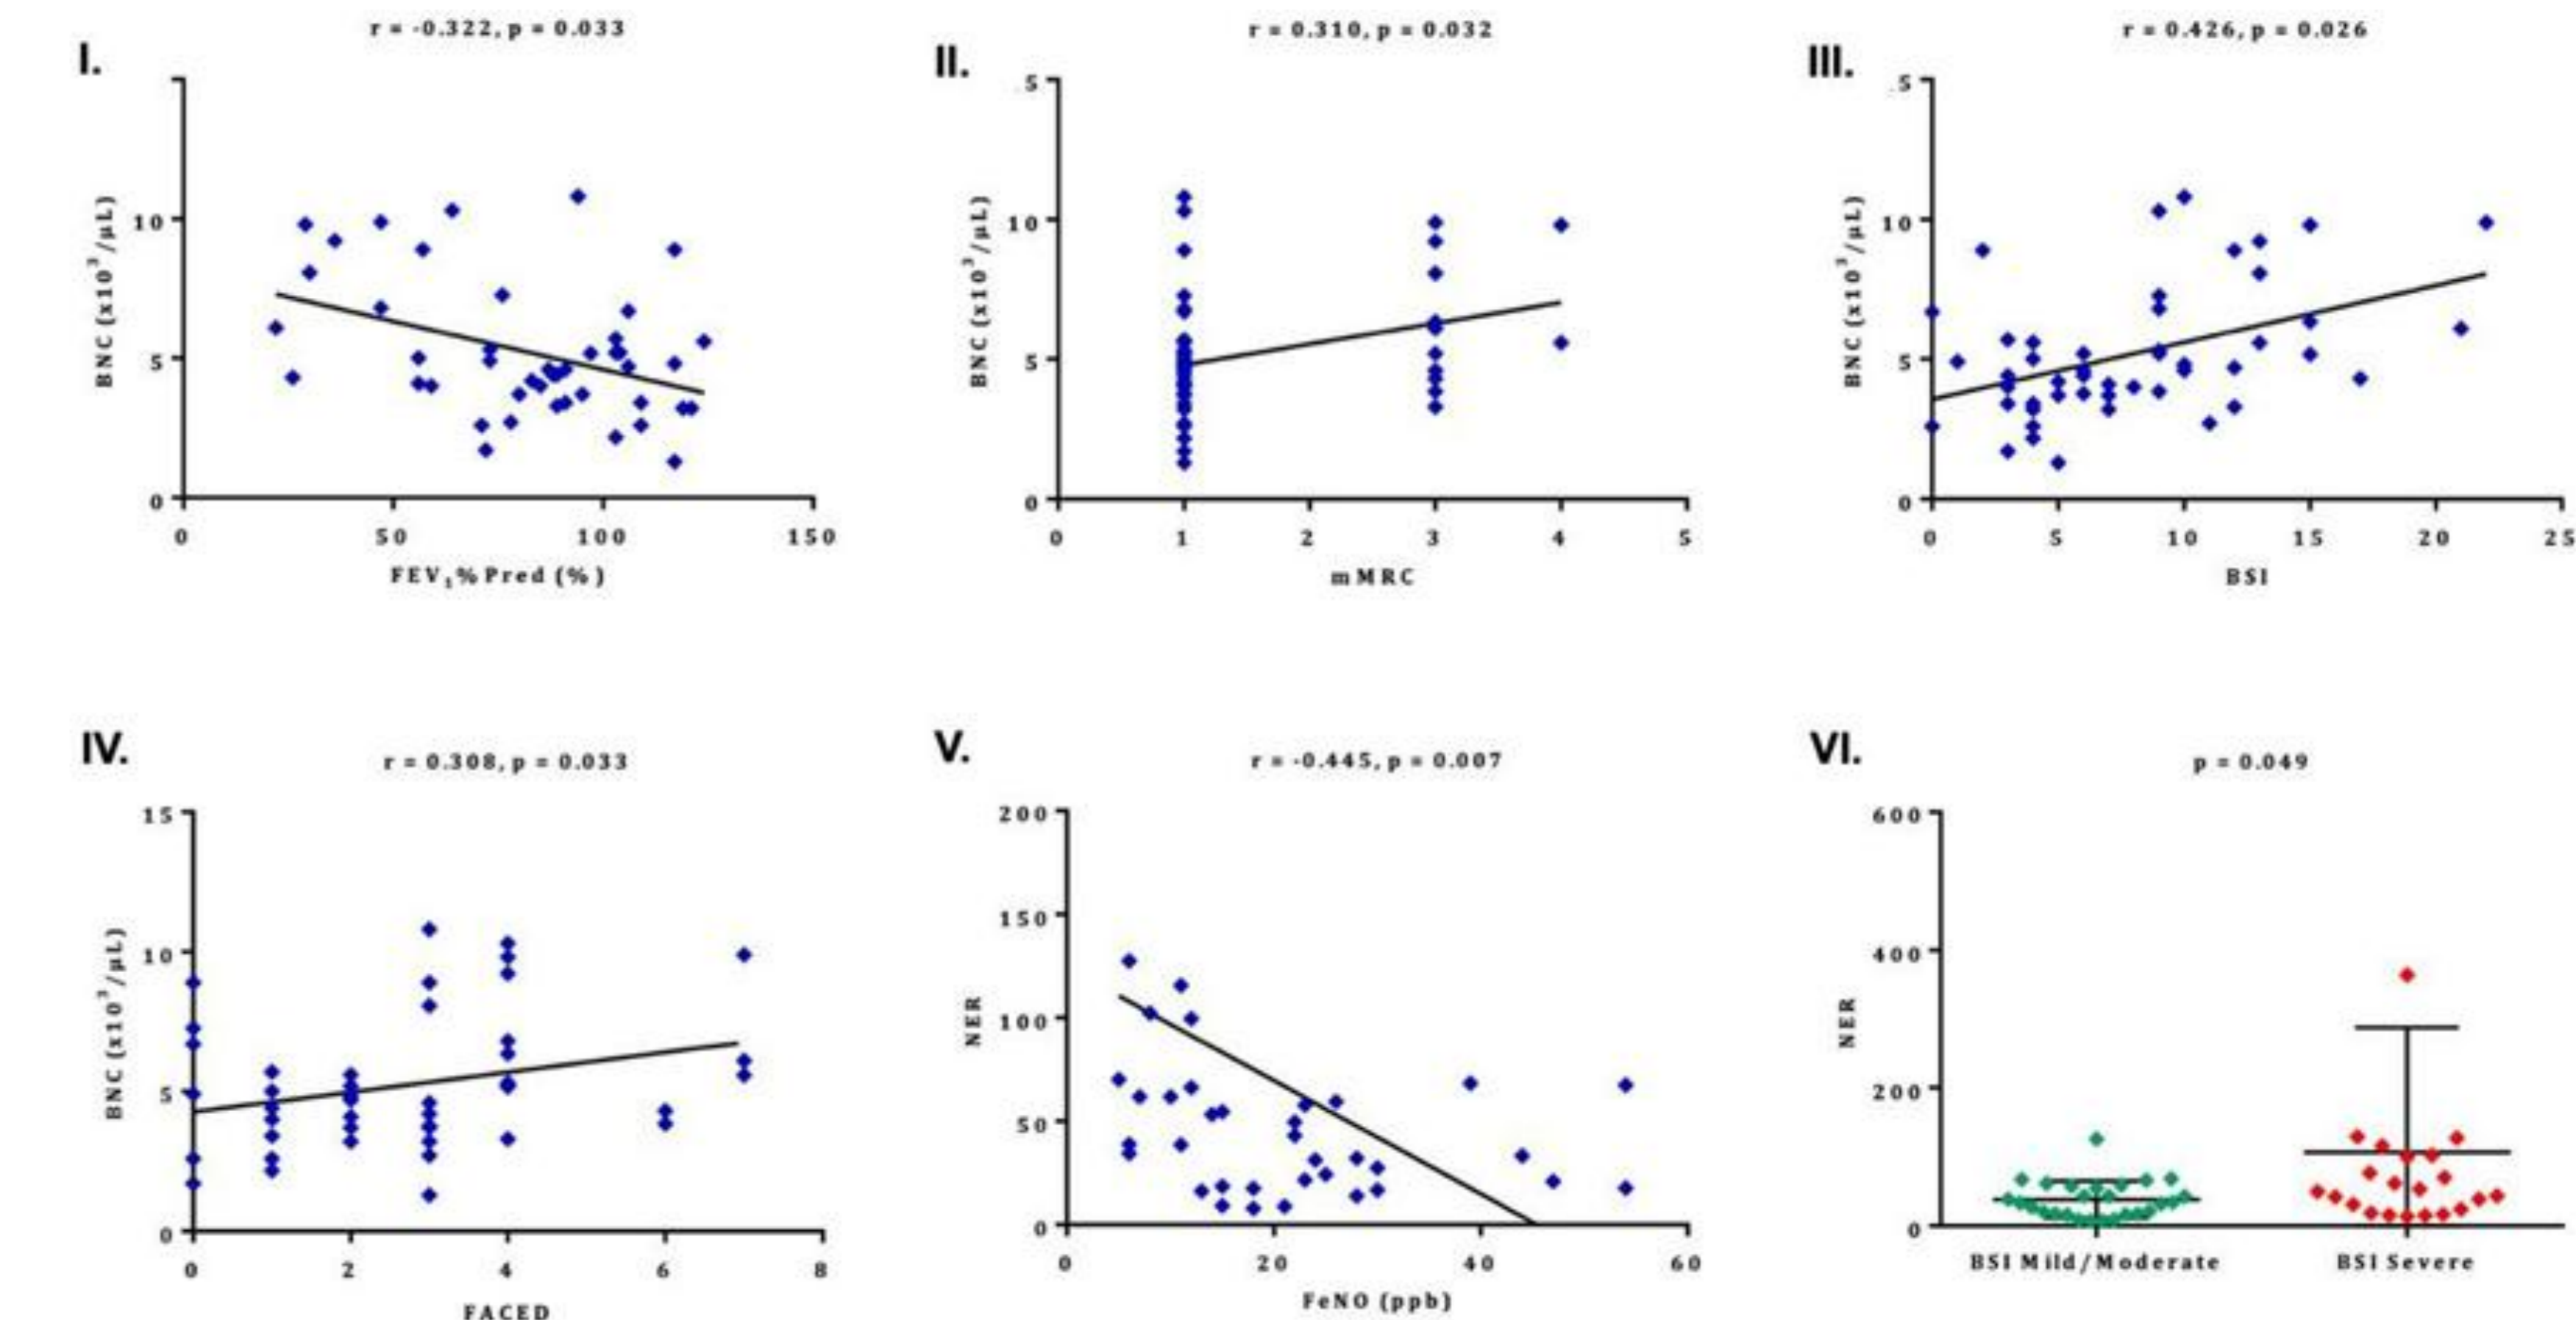 r = -0.322, p = 0.033
I.
BNC (x10³/µL)
10
5
0
0 50 100 150
FEV₁%Pred (%)
r = 0.310, p = 0.032
II.
BNC (x10³/µL)
5
10
5
0
0 1 2 3 4 5
mMRC
r = 0.426, p = 0.026
III.
BNC (x10³/µL)
5
10
5
0
0 5 10 15 20 25
BSI
r = 0.308, p = 0.033
IV.
BNC (x10³/µL)
15
10
5
0
0 2 4 6 8
FACED
r = -0.445, p = 0.007
V.
NER
200
150
100
50
0
0 20 40 60
FeNO (ppb)
p = 0.049
VI.
NER
600
400
200
0
BSI Mild/Moderate BSI Severe